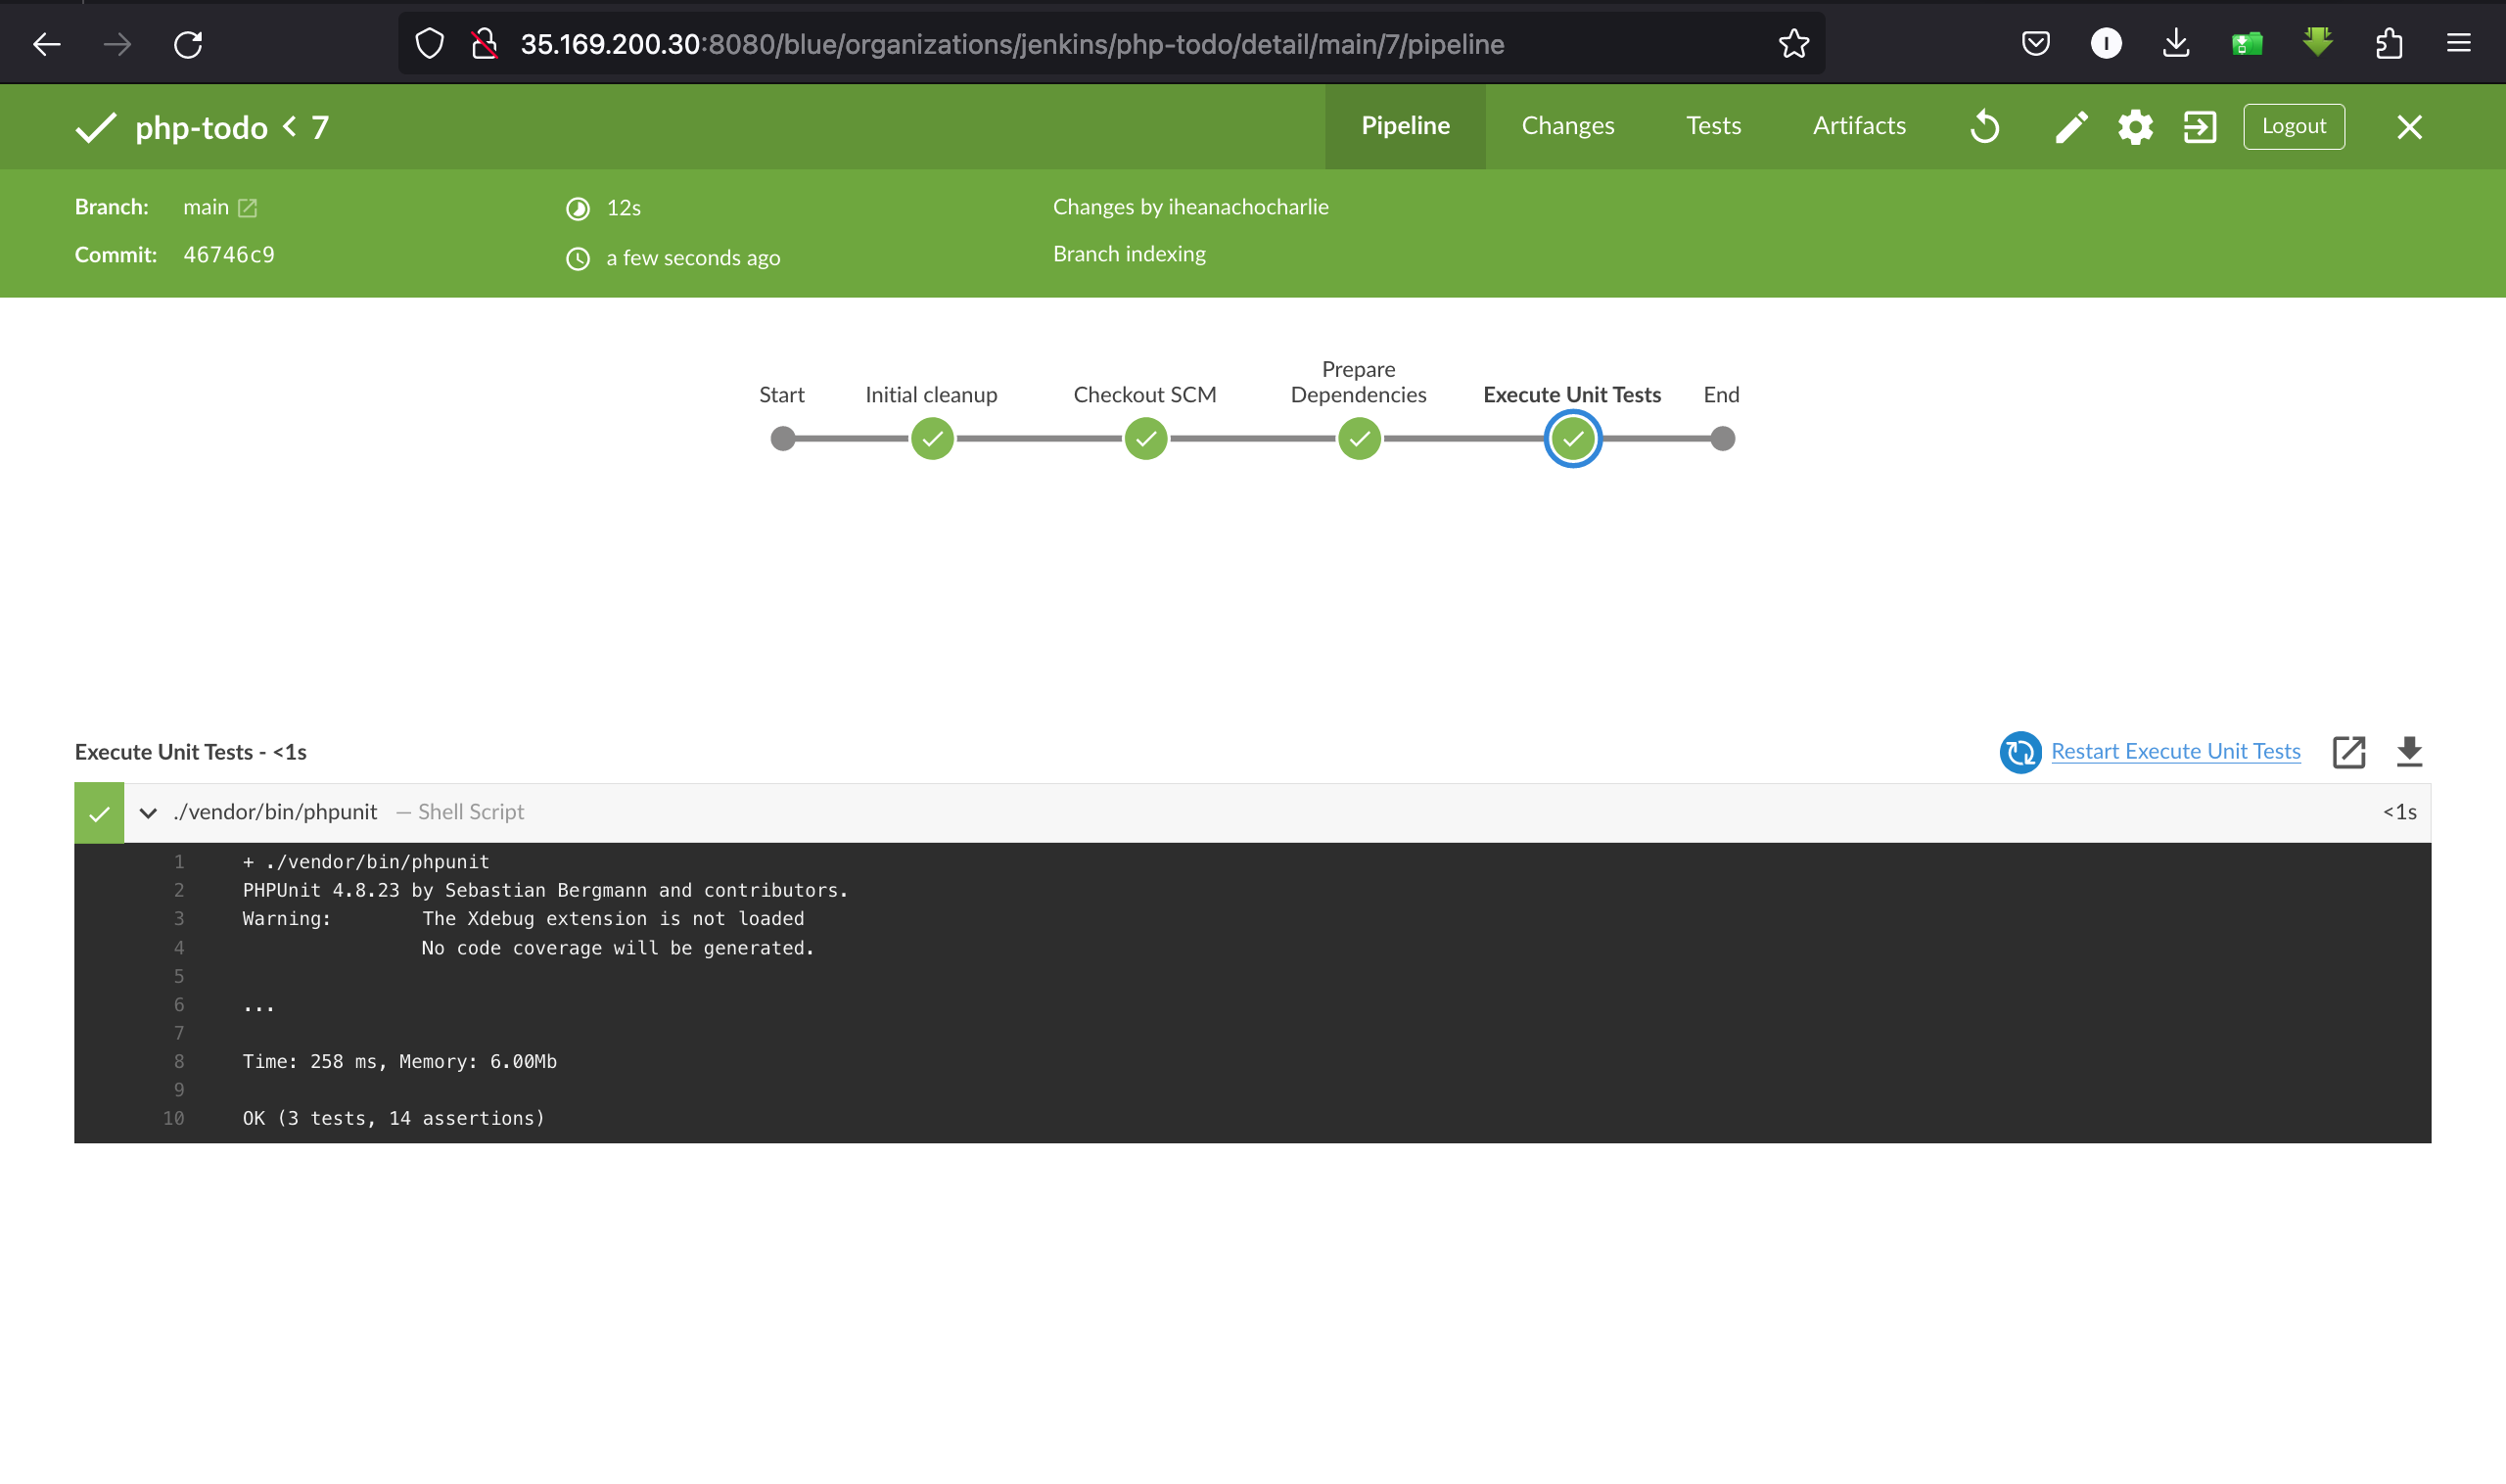 35.169.200.30:8080/blue/organizations/jenkins/php-todo/detail/main/7/pipeline
I
php-todo < 7
Pipeline
Changes
Tests
Artifacts
Logout
Branch: main
12s
Changes by iheanachocharlie
Commit: 46746c9
a few seconds ago
Branch indexing
Start
Initial cleanup
Checkout SCM
Prepare
Dependencies
Execute Unit Tests
End
Execute Unit Tests - <1s
Restart Execute Unit Tests
./vendor/bin/phpunit — Shell Script
<1s
1 + ./vendor/bin/phpunit
2 PHPUnit 4.8.23 by Sebastian Bergmann and contributors.
3 Warning: The Xdebug extension is not loaded
4 No code coverage will be generated.
5
6 ...
7
8 Time: 258 ms, Memory: 6.00Mb
9
10 OK (3 tests, 14 assertions)